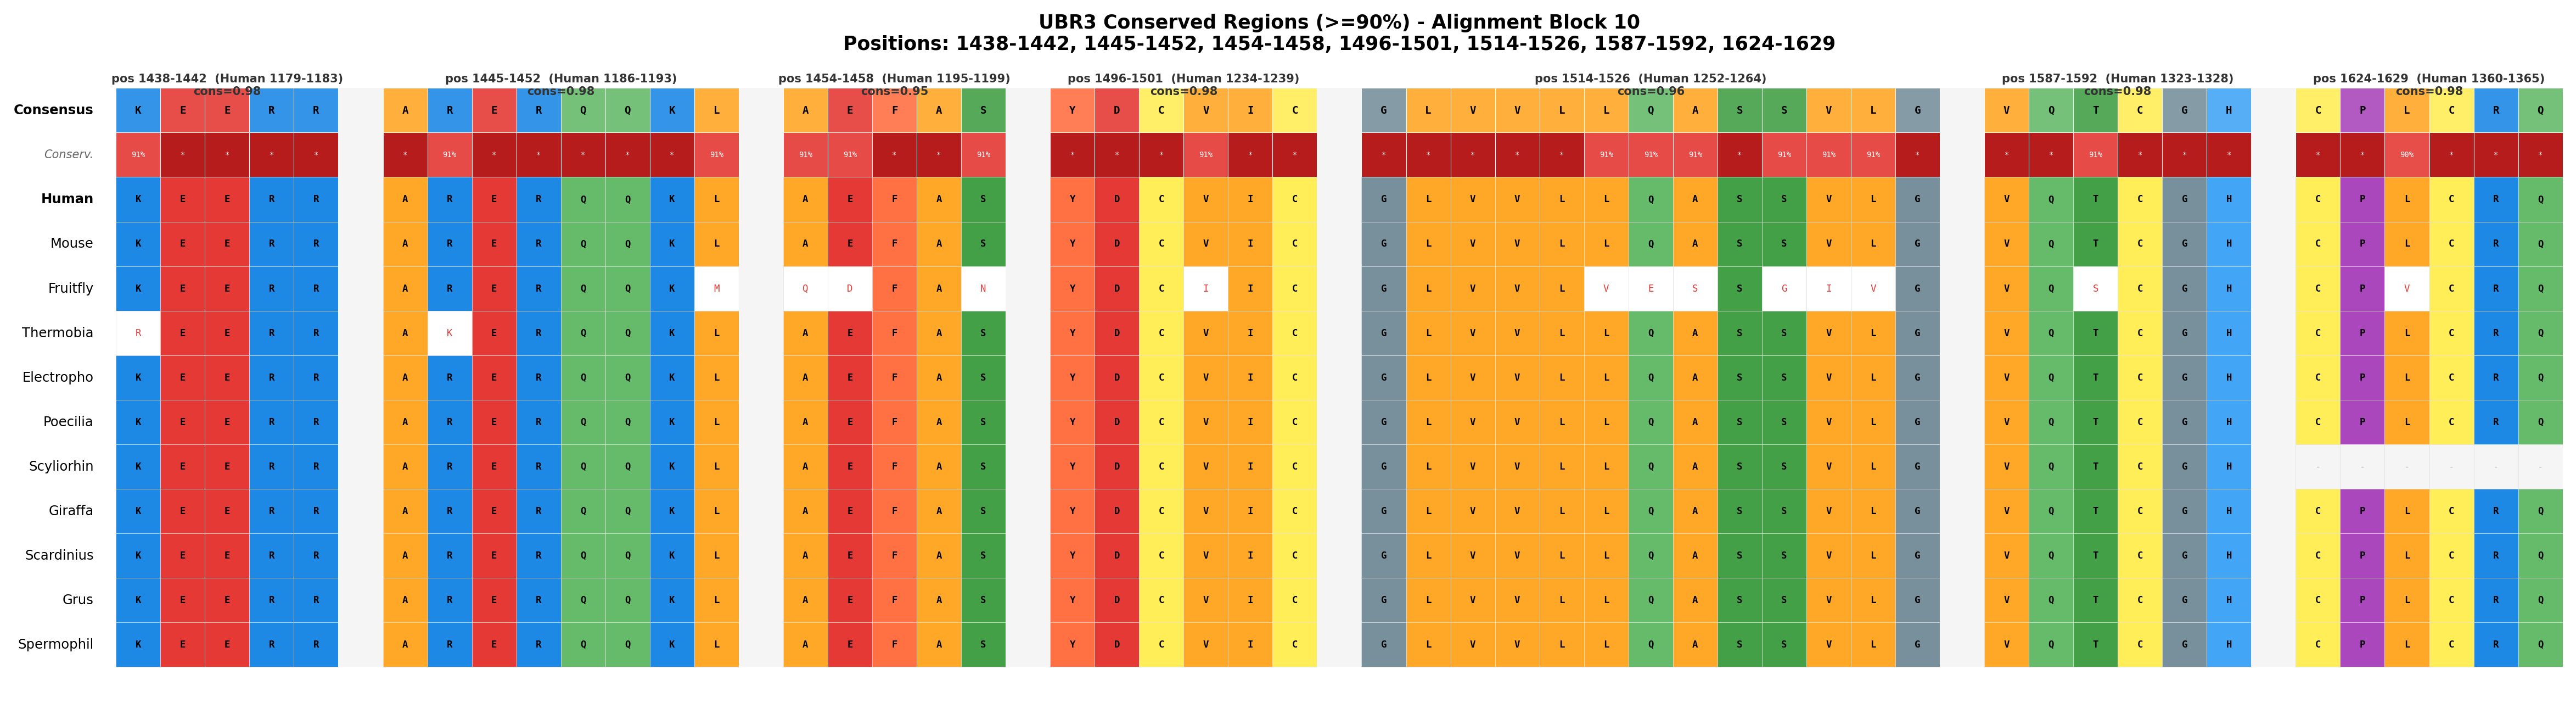 UBR3 Conserved Regions (>=90%) - Alignment Block 10
Positions: 1438-1442, 1445-1452, 1454-1458, 1496-1501, 1514-1526, 1587-1592, 1624-1629
pos 1438-1442 (Human 1179-1183) pos 1445-1452 (Human 1186-1193) pos 1454-1458 (Human 1195-1199) pos 1496-1501 (Human 1234-1239) pos 1514-1526 (Human 1252-1264) pos 1587-1592 (Human 1323-1328) pos 1624-1629 (Human 1360-1365)
cons=0.98 cons=0.98 cons=0.95 cons=0.98 cons=0.96 cons=0.98 cons=0.98
Consensus K E E R R A R E R Q Q K L A E F A S Y D C V I C G L V V L L Q A S S V L G V Q T C G H C P L C R Q
Conserv. 91% * * * * * 91% * * * * * 91% 91% 91% * * 91% * * * 91% * * * * * * * 91% 91% 91% * 91% 91% 91% * * * 91% * * * * * 90% * * *
Human K E E R R A R E R Q Q K L A E F A S Y D C V I C G L V V L L Q A S S V L G V Q T C G H C P L C R Q
Mouse K E E R R A R E R Q Q K L A E F A S Y D C V I C G L V V L L Q A S S V L G V Q T C G H C P L C R Q
Fruitfly K E E R R A R E R Q Q K M Q D F A N Y D C I I C G L V V L V E S S G I V G V Q S C G H C P V C R Q
Thermobia R E E R R A K E R Q Q K L A E F A S Y D C V I C G L V V L L Q A S S V L G V Q T C G H C P L C R Q
Electropho K E E R R A R E R Q Q K L A E F A S Y D C V I C G L V V L L Q A S S V L G V Q T C G H C P L C R Q
Poecilia K E E R R A R E R Q Q K L A E F A S Y D C V I C G L V V L L Q A S S V L G V Q T C G H C P L C R Q
Scyliorhin K E E R R A R E R Q Q K L A E F A S Y D C V I C G L V V L L Q A S S V L G V Q T C G H - - - - - -
Giraffa K E E R R A R E R Q Q K L A E F A S Y D C V I C G L V V L L Q A S S V L G V Q T C G H C P L C R Q
Scardinius K E E R R A R E R Q Q K L A E F A S Y D C V I C G L V V L L Q A S S V L G V Q T C G H C P L C R Q
Grus K E E R R A R E R Q Q K L A E F A S Y D C V I C G L V V L L Q A S S V L G V Q T C G H C P L C R Q
Spermophil K E E R R A R E R Q Q K L A E F A S Y D C V I C G L V V L L Q A S S V L G V Q T C G H C P L C R Q